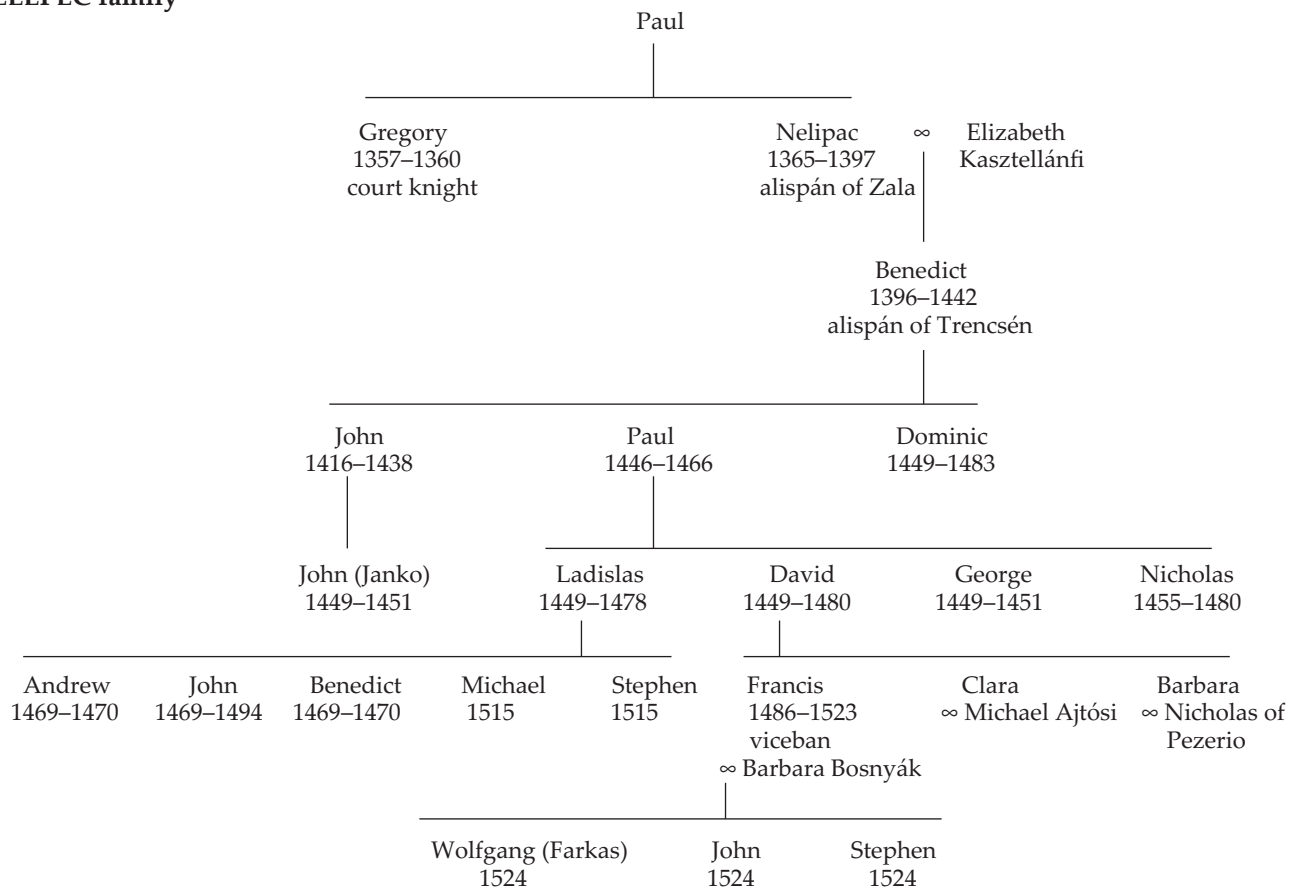 family
Paul
Gregory
1357–1360
court knight
Nelipac ∞ Elizabeth
1365–1397 Kasztellánfi
alispán of Zala
Benedict
1396–1442
alispán of Trencsén
John
1416–1438
Paul
1446–1466
Dominic
1449–1483
John (Janko)
1449–1451
Ladislas
1449–1478
David
1449–1480
George
1449–1451
Nicholas
1455–1480
Andrew
1469–1470
John
1469–1494
Benedict
1469–1470
Michael
1515
Stephen
1515
Francis
1486–1523
viceban
∞ Barbara Bosnyák
Clara
∞ Michael Ajtósi
Barbara
∞ Nicholas of
Pezerio
Wolfgang (Farkas)
1524
John
1524
Stephen
1524